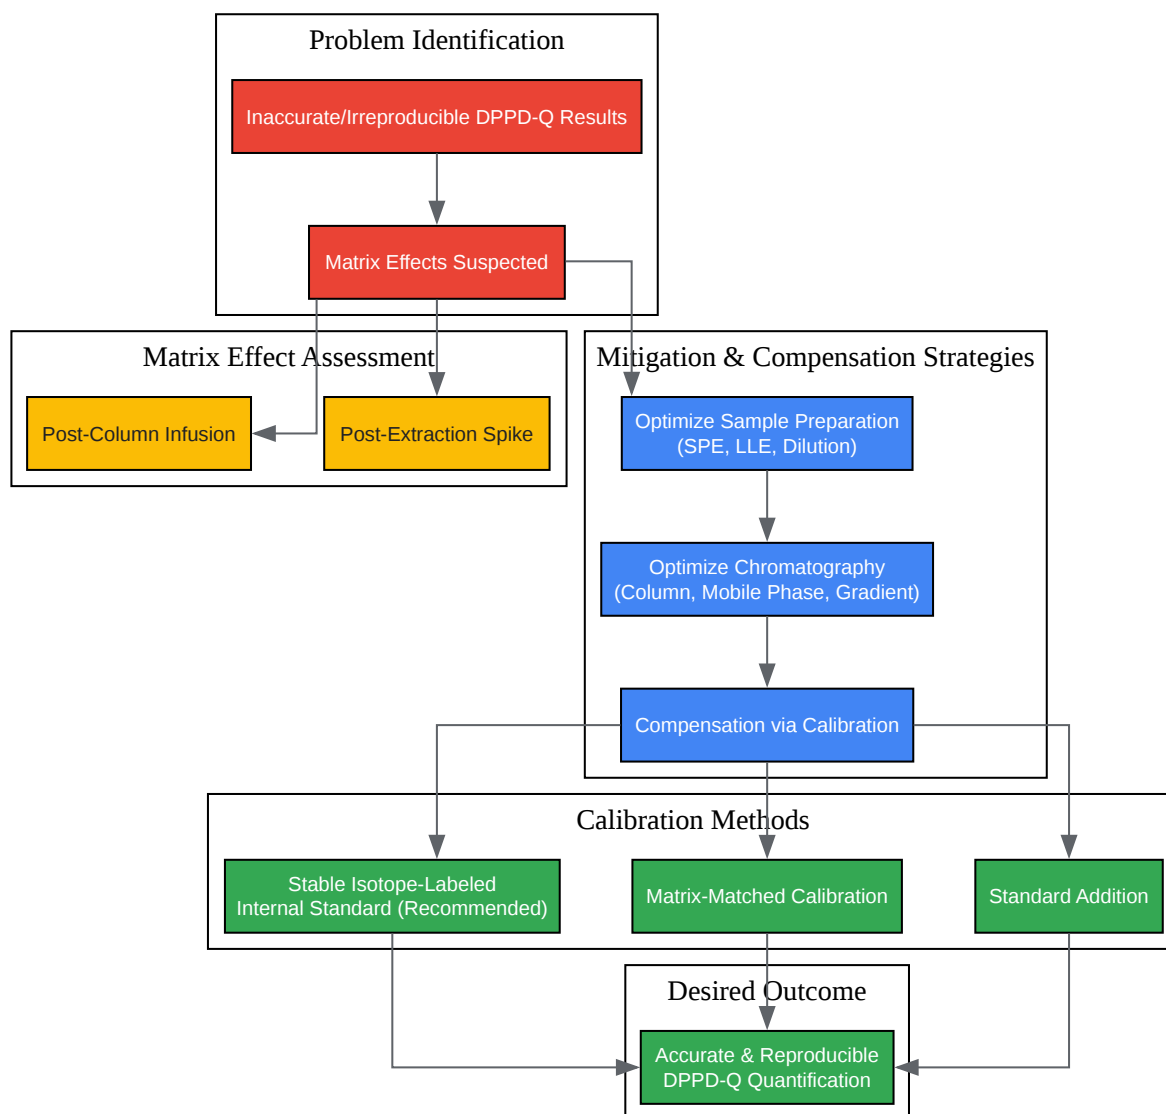 Problem Identification
Inaccurate/Irreproducible DPPD-Q Results
Matrix Effects Suspected
Matrix Effect Assessment
Post-Column Infusion
Post-Extraction Spike
Mitigation & Compensation Strategies
Optimize Sample Preparation
(SPE, LLE, Dilution)
Optimize Chromatography
(Column, Mobile Phase, Gradient)
Compensation via Calibration
Calibration Methods
Stable Isotope-Labeled
Internal Standard (Recommended)
Matrix-Matched Calibration
Standard Addition
Desired Outcome
Accurate & Reproducible
DPPD-Q Quantification